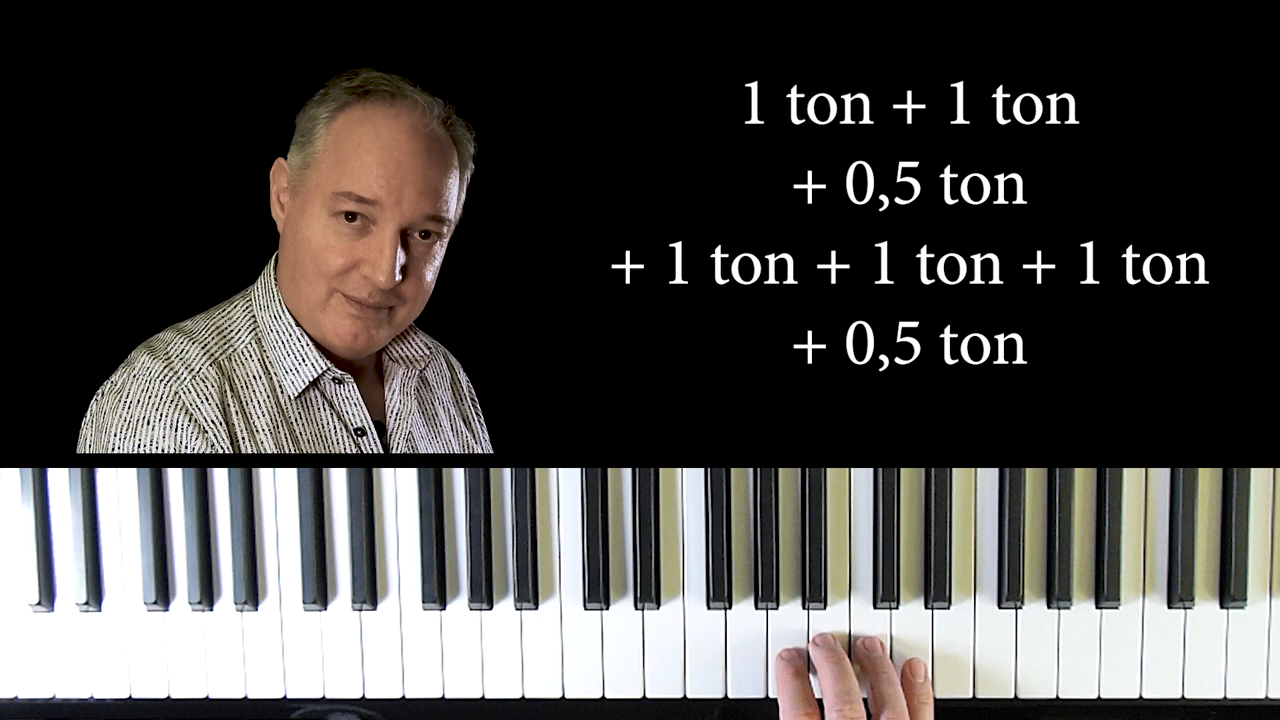 1 ton + 1 ton
+ 0,5 ton
+ 1 ton + 1 ton + 1 ton
+ 0,5 ton